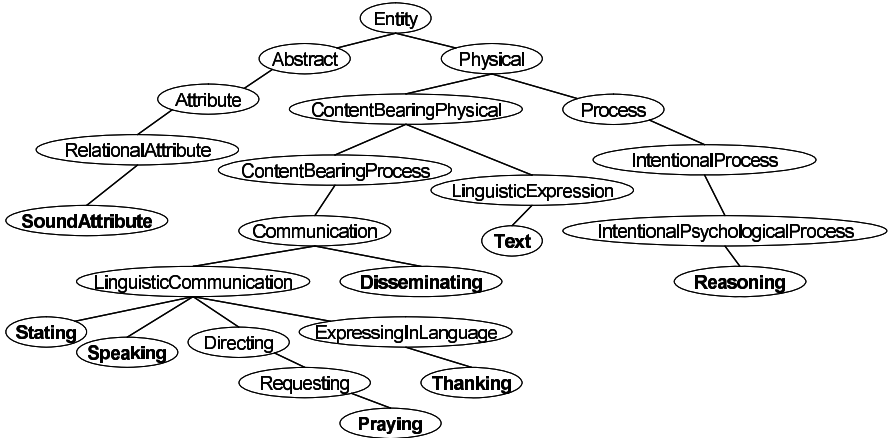 Entity
Abstract
Physical
Attribute
ContentBearingPhysical
Process
RelationalAttribute
ContentBearingProcess
LinguisticExpression
IntentionalProcess
SoundAttribute
Communication
Text
IntentionalPsychologicalProcess
LinguisticCommunication
Disseminating
Reasoning
Stating
Speaking
Directing
ExpressingInLanguage
Requesting
Thanking
Praying